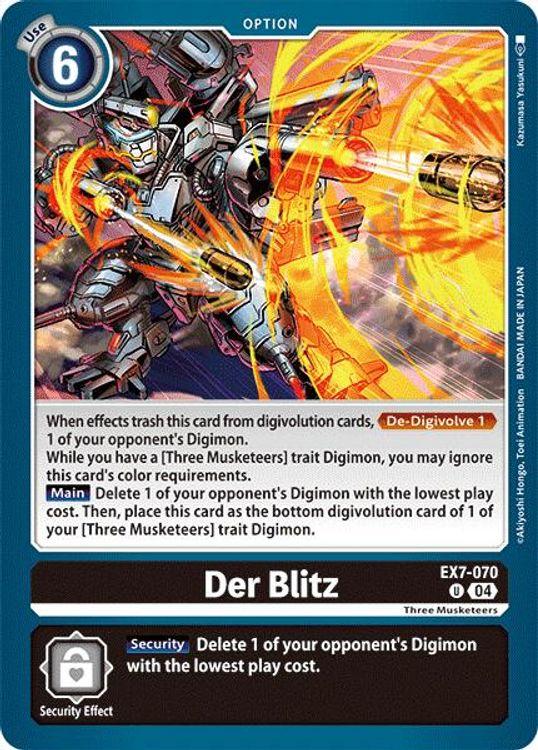 OPTION
Use
6
Kazumasa Yasukuni
When effects trash this card from digivolution cards, De-Digivolve 1
1 of your opponent's Digimon.
While you have a [Three Musketeers] trait Digimon, you may ignore
this card's color requirements.
Main Delete 1 of your opponent's Digimon with the lowest play
cost. Then, place this card as the bottom digivolution card of 1 of
your [Three Musketeers] trait Digimon.
©Akiyoshi Hongo, Toei Animation BANDAI MADE IN JAPAN
Der Blitz
EX7-070
U 04
Three Musketeers
Security Delete 1 of your opponent's Digimon
with the lowest play cost.
Security Effect